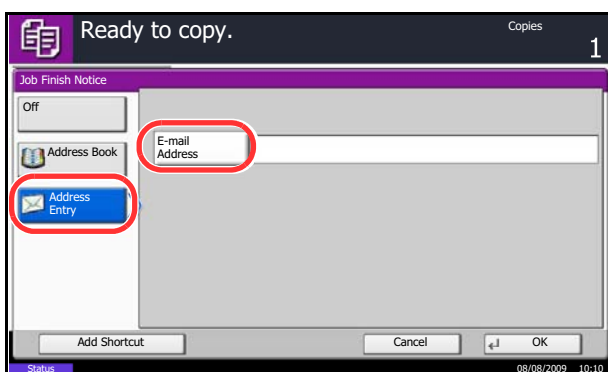 Ready to copy.
Copies
1
Job Finish Notice
Off
Address Book
Address
Entry
E-mail
Address
Add Shortcut
Cancel
OK
Status
08/08/2009 10:10